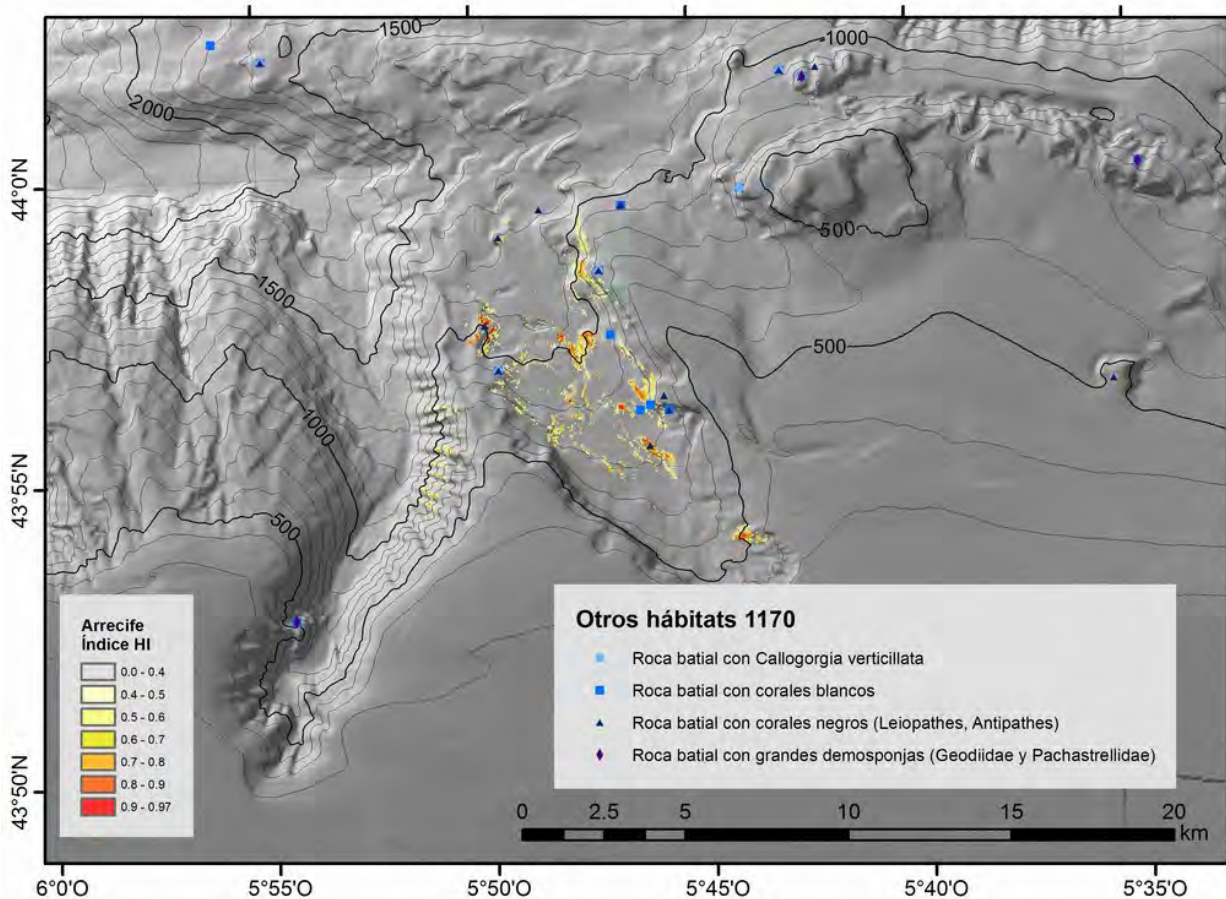 1500
1000
2000
44°0'N
500
1500
500
1000
43°55'N
500
Arrecife
Índice HI
0.0 - 0.4
0.4 - 0.5
0.5 - 0.6
0.6 - 0.7
0.7 - 0.8
0.8 - 0.9
0.9 - 0.97
Otros hábitats 1170
Roca batial con Callogorgia verticillata
Roca batial con corales blancos
Roca batial con corales negros (Leiopathes, Antipathes)
Roca batial con grandes demosponjas (Geodiidae y Pachastrellidae)
43°50'N
0 2.5 5 10 15 20
km
6°0'O 5°55'O 5°50'O 5°45'O 5°40'O 5°35'O